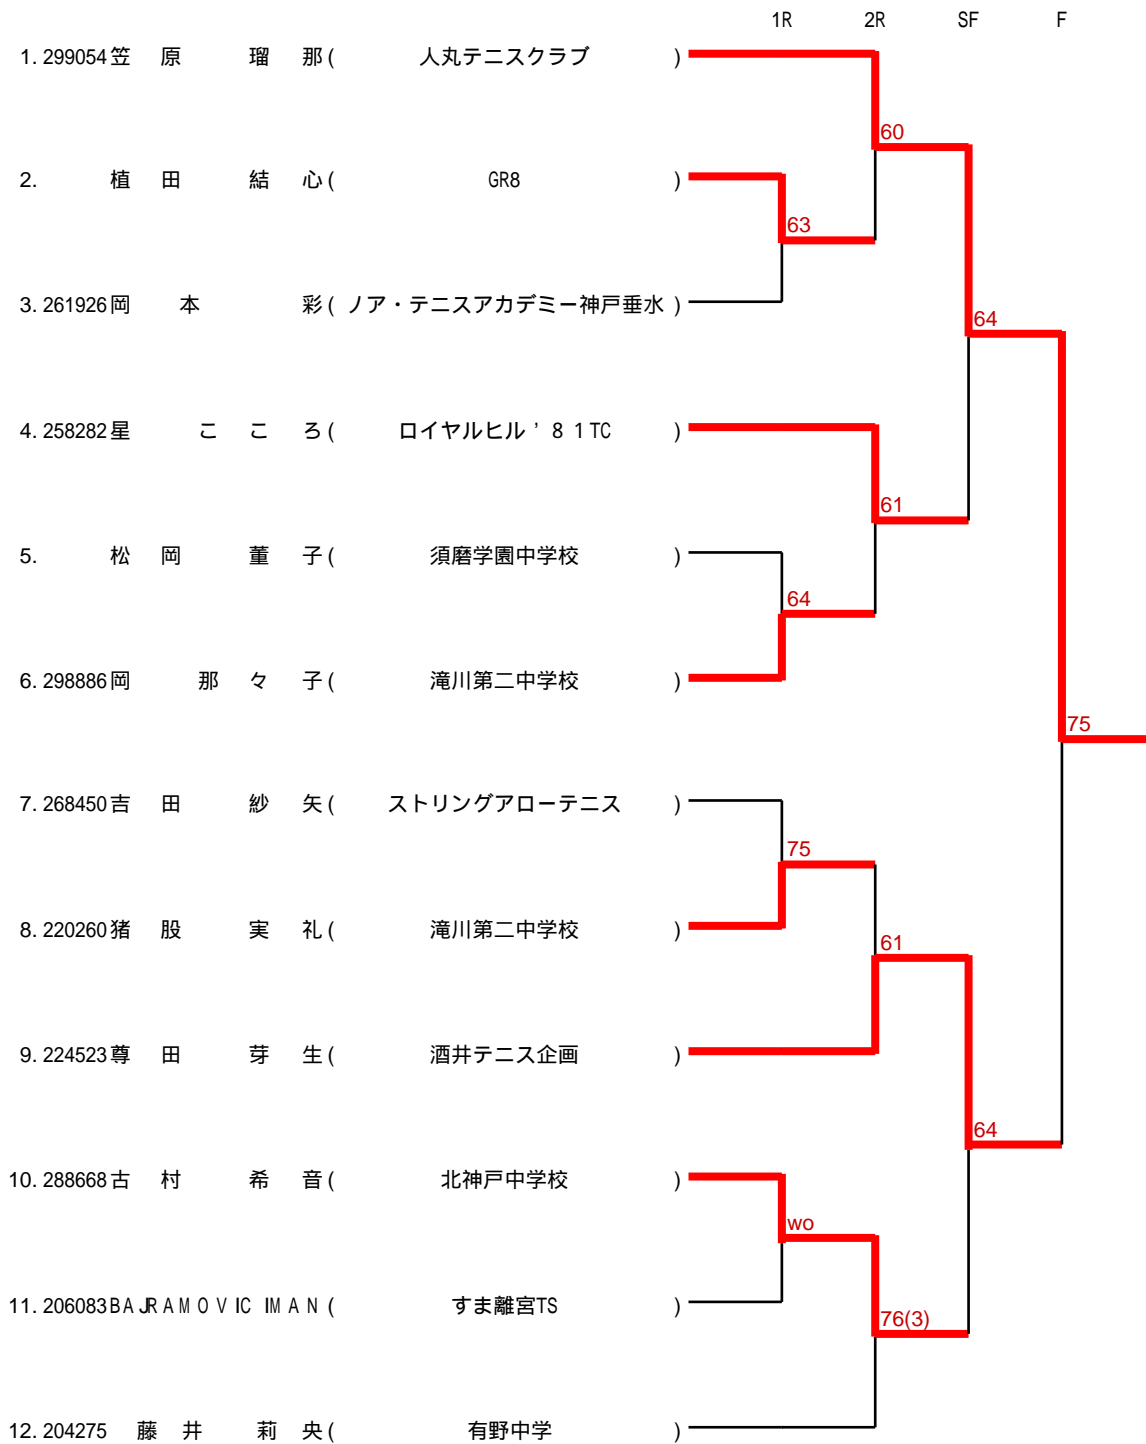 1R 2R SF F
1. 299054 笠原 瑠那 ( 人丸テニスクラブ )
60
2. 植田 結心 ( GR8 )
63
3. 261926 岡本 彩 ( ノア・テニスアカデミー神戸垂水 )
64
4. 258282 星 こころ ( ロイヤルヒル’81TC )
61
5. 松岡 菫子 ( 須磨学園中学校 )
64
6. 298886 岡 那々子 ( 滝川第二中学校 )
75
7. 268450 吉田 紗矢 ( ストリングアローテニス )
75
8. 220260 猪股 実礼 ( 滝川第二中学校 )
61
9. 224523 尊田 芽生 ( 酒井テニス企画 )
64
10. 288668 古村 希音 ( 北神戸中学校 )
wo
11. 206083 BAJRAMOVIC IMAN ( すま離宮TS )
76(3)
12. 204275 藤井 莉央 ( 有野中学 )